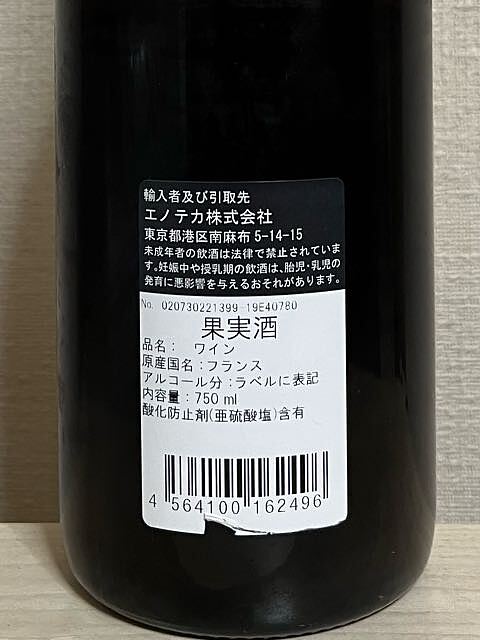 輸入者及び引取先
エノテカ株式会社
東京都港区南麻布 5-14-15
未成年者の飲酒は法律で禁止されていま
す。妊娠中や授乳期の飲酒は、胎児・乳児の
発育に悪影響を与えるおそれがあります。
No. 020730221399-19E40780
果実酒
品名： ワイン
原産国名：フランス
アルコール分：ラベルに表記
内容量：750 ml
酸化防止剤(亜硫酸塩)含有
4 564100 162496